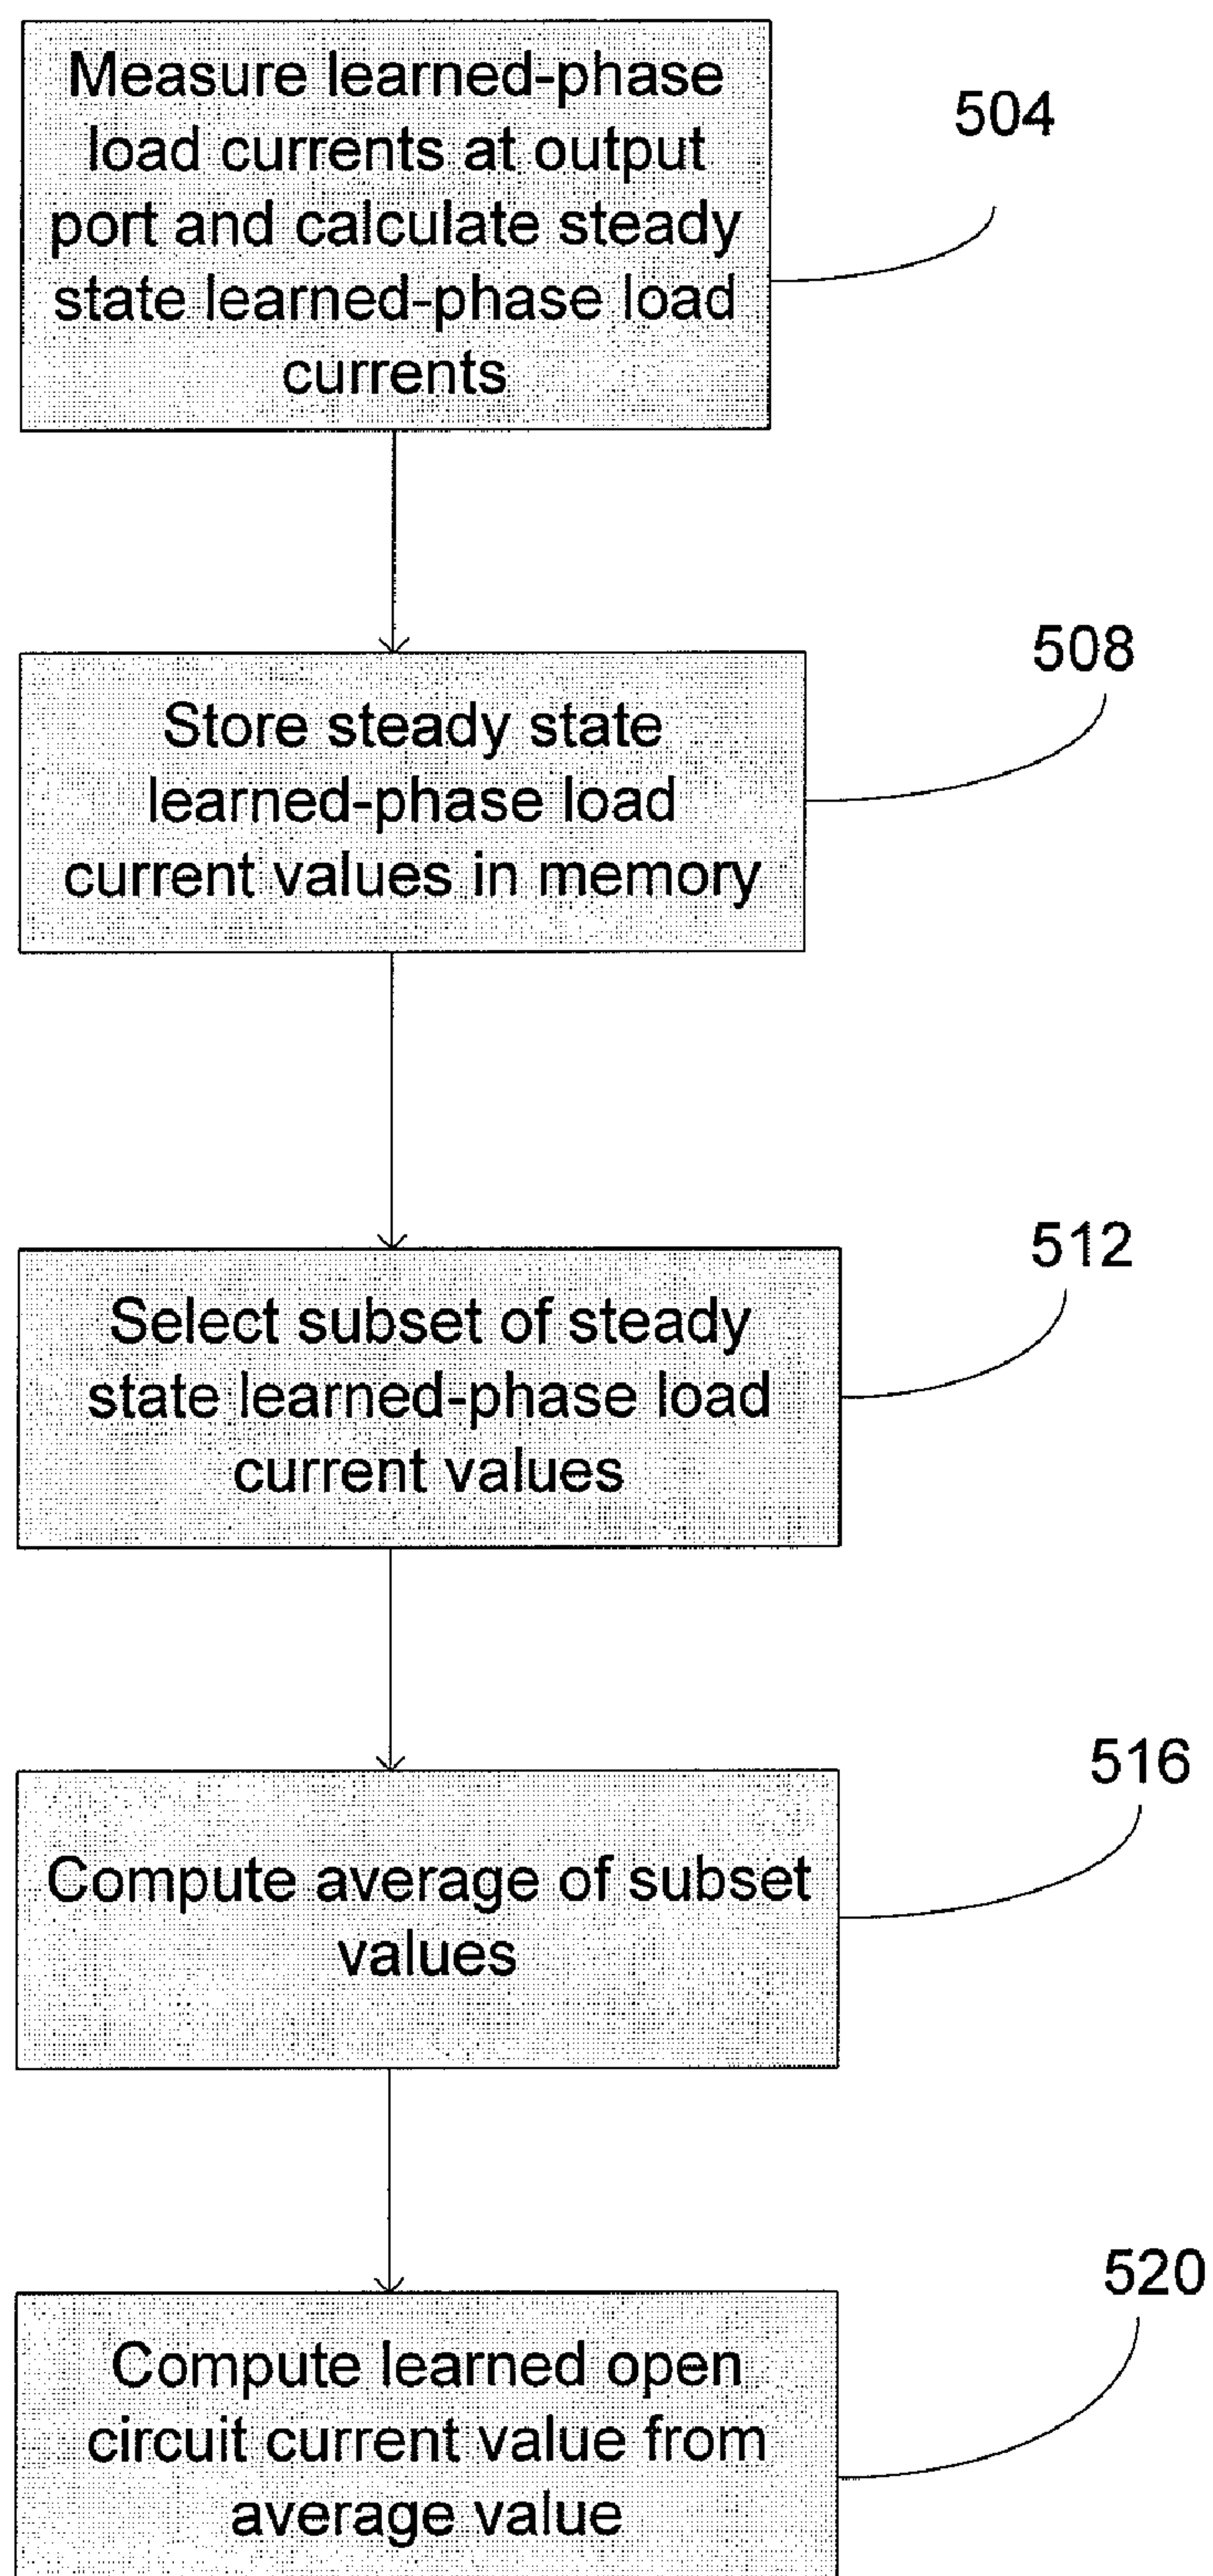 Measure learned-phase
load currents at output
port and calculate steady
state learned-phase load
currents
504
Store steady state
learned-phase load
current values in memory
508
Select subset of steady
state learned-phase load
current values
512
Compute average of subset
values
516
Compute learned open
circuit current value from
average value
520